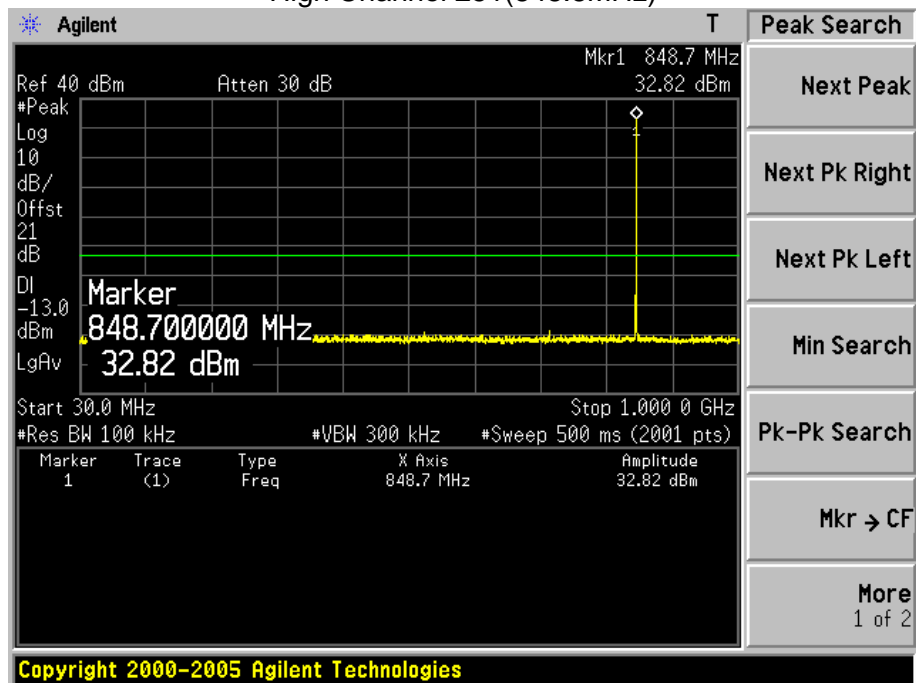 Agilent T Peak Search
Mkr1 848.7 MHz
Ref 40 dBm Atten 30 dB 32.82 dBm
#Peak
Log
10
dB/
Offst
21
dB
DI
-13.0
dBm
LgAv
1
Marker
848.700000 MHz
32.82 dBm
Start 30.0 MHz Stop 1.000 0 GHz
#Res BW 100 kHz #VBW 300 kHz #Sweep 500 ms (2001 pts)
Marker Trace Type X Axis Amplitude
1 (1) Freq 848.7 MHz 32.82 dBm
Next Peak
Next Pk Right
Next Pk Left
Min Search
Pk-Pk Search
Mkr → CF
More
1 of 2
Copyright 2000-2005 Agilent Technologies